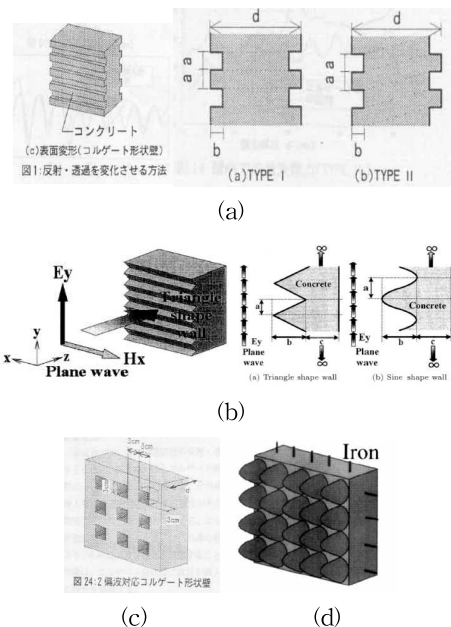 コンクリート
(c)表面変形(コルゲート形状壁)
図1:反射・透過を変化させる方法
d
a
a
b
(a)TYPE I
d
a
a
b
(b)TYPE II
(a)
Ey
y
x
z
Hx
Plane wave
Triangle
shape
wall
∞
Concrete
a
Ey
Plane
wave
b
c
∞
(a) Triangle shape wall
∞
a
Concrete
Ey
Plane
wave
b
c
∞
(b) Sine shape wall
(b)
3cm
3cm
3cm
図24:2偏波対応コルゲート形状壁
(c)
Iron
(d)